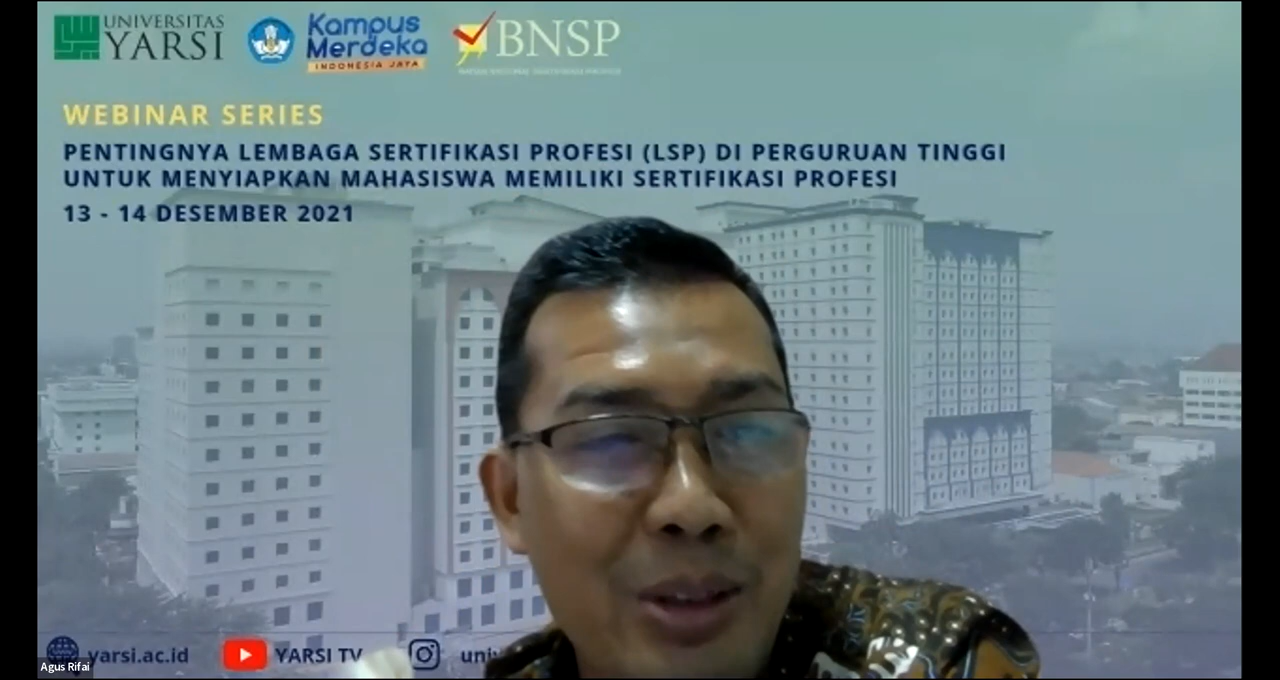 UNIVERSITAS
YARSI
Kampus
Merdeka
INDONESIA JAYA
BNSP
WEBINAR SERIES
PENTINGNYA LEMBAGA SERTIFIKASI PROFESI (LSP) DI PERGURUAN TINGGI
UNTUK MENYIAPKAN MAHASISWA MEMILIKI SERTIFIKASI PROFESI
13 - 14 DESEMBER 2021
yarsi.ac.id
YARSI TV
Agus Rifai